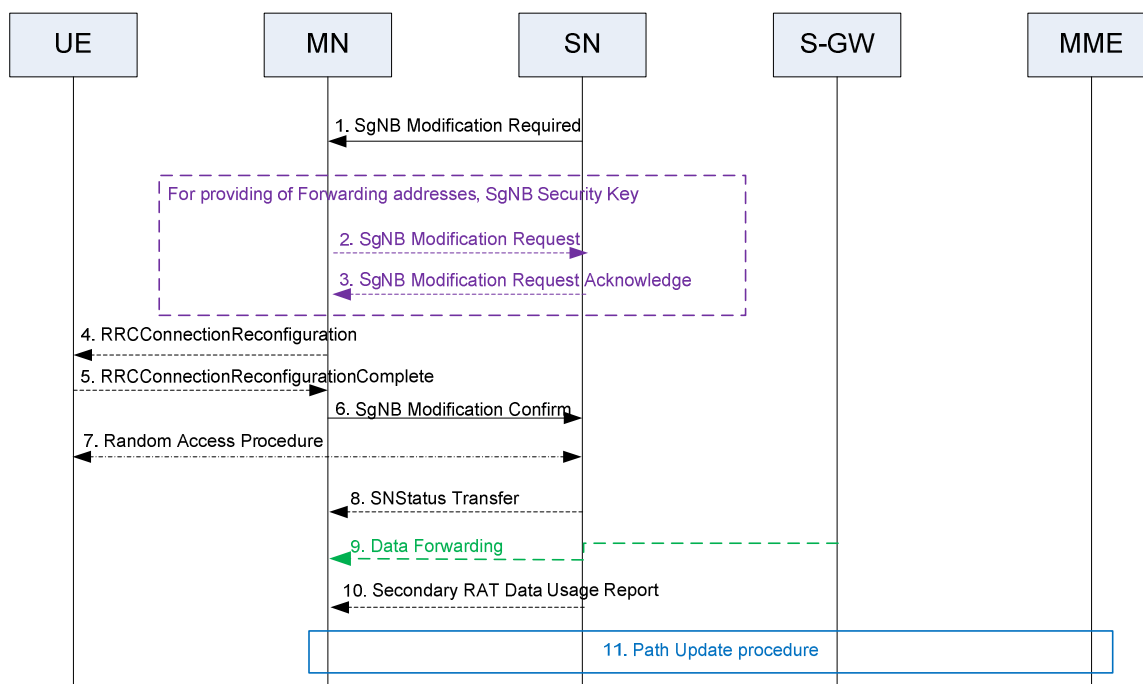 UE
MN
SN
S-GW
MME
1. SgNB Modification Required
For providing of Forwarding addresses, SgNB Security Key
2. SgNB Modification Request
3. SgNB Modification Request Acknowledge
4. RRCConnectionReconfiguration
5. RRCConnectionReconfigurationComplete
6. SgNB Modification Confirm
7. Random Access Procedure
8. SNStatus Transfer
9. Data Forwarding
10. Secondary RAT Data Usage Report
11. Path Update procedure